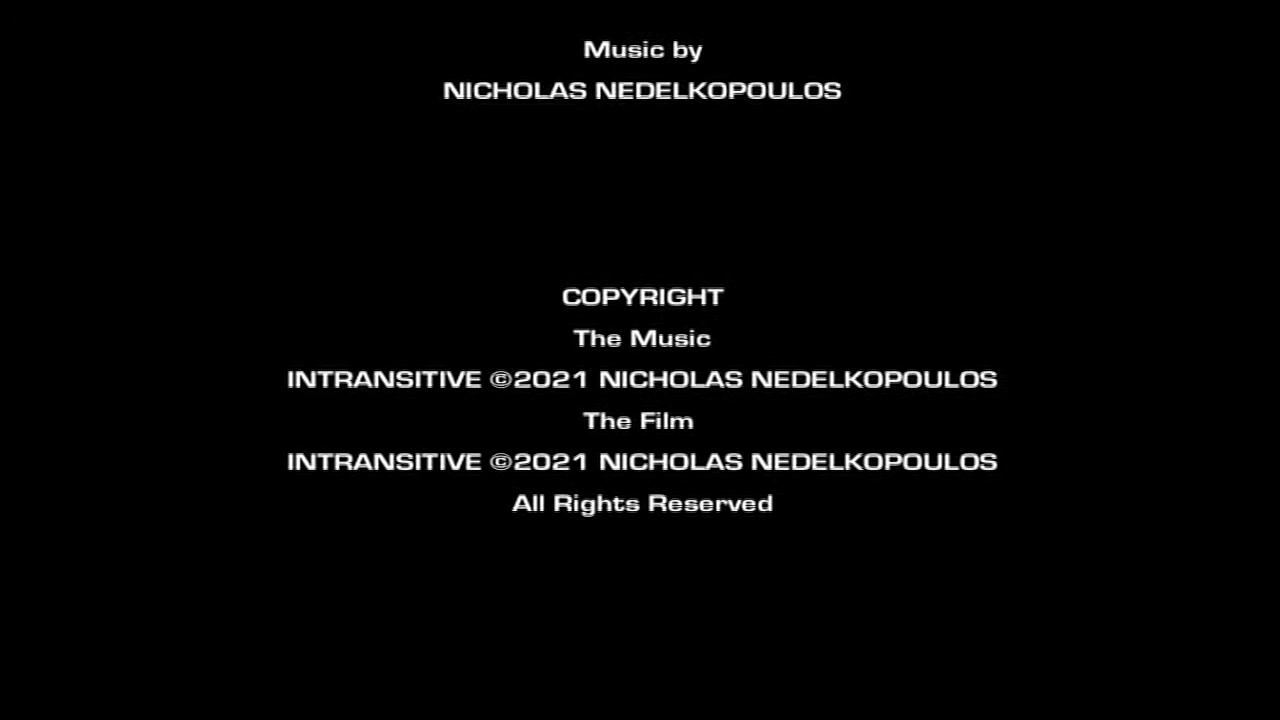 Music by
NICHOLAS NEDELKOPOULOS
COPYRIGHT
The Music
INTRANSITIVE ©2021 NICHOLAS NEDELKOPOULOS
The Film
INTRANSITIVE ©2021 NICHOLAS NEDELKOPOULOS
All Rights Reserved